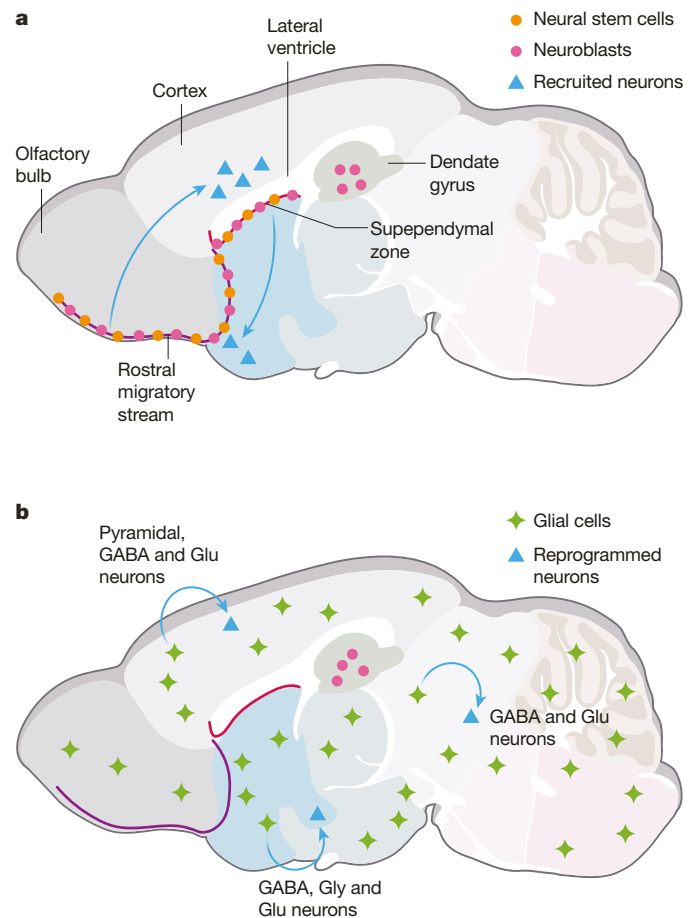 a
Lateral
ventricle
Neural stem cells
Neuroblasts
Recruited neurons
Cortex
Olfactory
bulb
Dendate
gyrus
Supependymal
zone
Rostral
migratory
stream
b
Pyramidal,
GABA and Glu
neurons
Glial cells
Reprogrammed
neurons
GABA and Glu
neurons
GABA, Gly and
Glu neurons